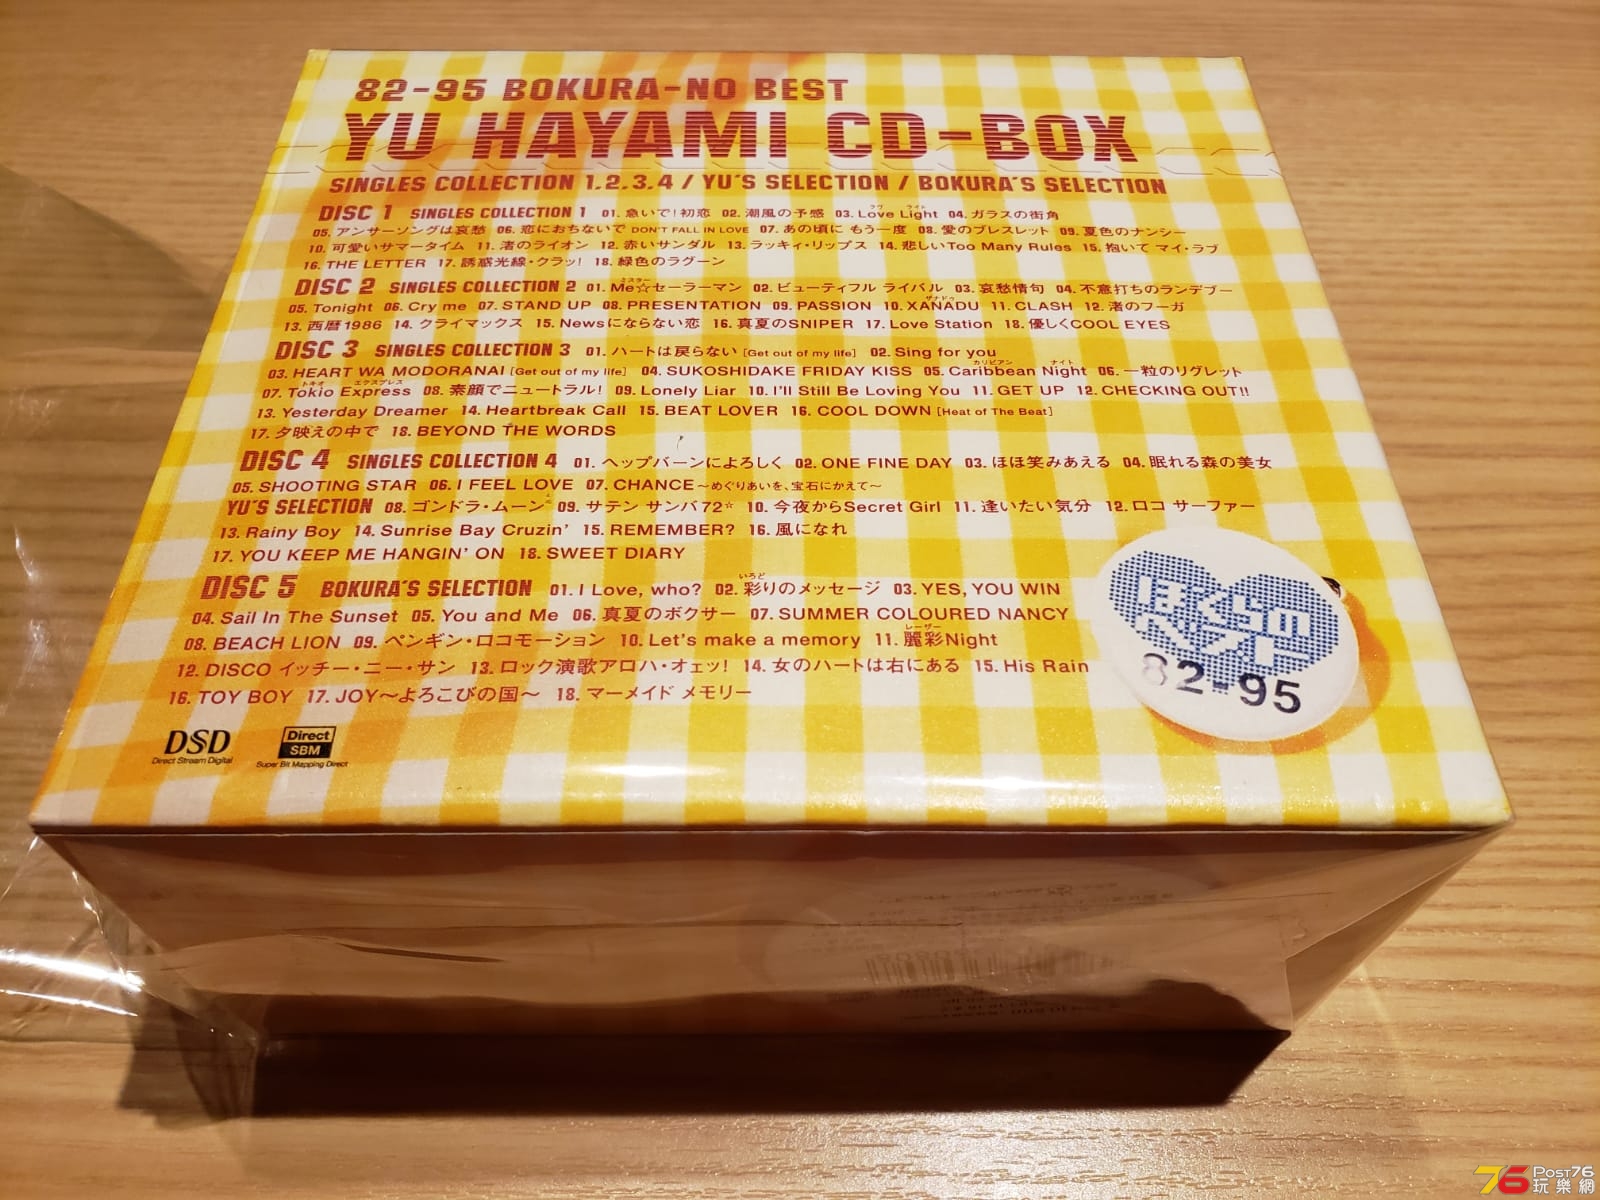 82-95 BOKURA-NO BEST
YU HAYAMI CD-BOX
SINGLES COLLECTION 1.2.3.4 / YU'S SELECTION / BOKURA'S SELECTION
DISC 1 SINGLES COLLECTION 1 01. 急いで!初恋 02. 潮風の予感 03. Love Light 04. ガラスの街角
05. アンサーソングは哀愁 06. 恋におちないで DON'T FALL IN LOVE 07. あの頃に もう一度 08. 愛のブレスレット 09. 夏色のナンシー
10. 可愛いサマータイム 11. 渚のライオン 12. 赤いサンダル 13. ラッキィ・リップス 14. 悲しいToo Many Rules 15. 抱いて マイ・ラブ
16. THE LETTER 17. 誘惑光線・クラッ! 18. 緑色のラグーン
DISC 2 SINGLES COLLECTION 2 01. Me☆セーラーマン 02. ビューティフル ライバル 03. 哀愁情句 04. 不意打ちのランデブー
05. Tonight 06. Cry me 07. STAND UP 08. PRESENTATION 09. PASSION 10. XANADU 11. CLASH 12. 渚のフーガ
13. 西暦1986 14. クライマックス 15. Newsにならない恋 16. 真夏のSNIPER 17. Love Station 18. 優しくCOOL EYES
DISC 3 SINGLES COLLECTION 3 01. ハートは戻らない [Get out of my life] 02. Sing for you
03. HEART WA MODORANAI [Get out of my life] 04. SUKOSHIDAKE FRIDAY KISS 05. Caribbean Night 06. 一粒のリグレット
07. Tokio Express 08. 素顔でニュートラル! 09. Lonely Liar 10. I'll Still Be Loving You 11. GET UP 12. CHECKING OUT!!
13. Yesterday Dreamer 14. Heartbreak Call 15. BEAT LOVER 16. COOL DOWN [Heat of The Beat]
17. 夕映えの中で 18. BEYOND THE WORDS
DISC 4 SINGLES COLLECTION 4 01. ヘップバーンによろしく 02. ONE FINE DAY 03. ほほ笑みあえる 04. 眠れる森の美女
05. SHOOTING STAR 06. I FEEL LOVE 07. CHANCE〜めぐりあいを、宝石にかえて〜
YU'S SELECTION 08. ゴンドラ・ムーン 09. サテン サンバ 72☆ 10. 今夜からSecret Girl 11. 逢いたい気分 12. ロコ サーファー
13. Rainy Boy 14. Sunrise Bay Cruzin' 15. REMEMBER? 16. 風になれ
17. YOU KEEP ME HANGIN' ON 18. SWEET DIARY
DISC 5 BOKURA'S SELECTION 01. I Love, who? 02. 彩りのメッセージ 03. YES, YOU WIN
04. Sail In The Sunset 05. You and Me 06. 真夏のボクサー 07. SUMMER COLOURED NANCY
08. BEACH LION 09. ペンギン・ロコモーション 10. Let's make a memory 11. 麗彩Night
12. DISCO イッチー・ニー・サン 13. ロック演歌アロハ・オェッ! 14. 女のハートは右にある 15. His Rain
16. TOY BOY 17. JOY〜よろこびの国〜 18. マーメイド メモリー
ぼくらの
ベスト
82-95
DSD
Direct Stream Digital
Direct
SBM
Super Bit Mapping Direct
76 POST76
玩樂網